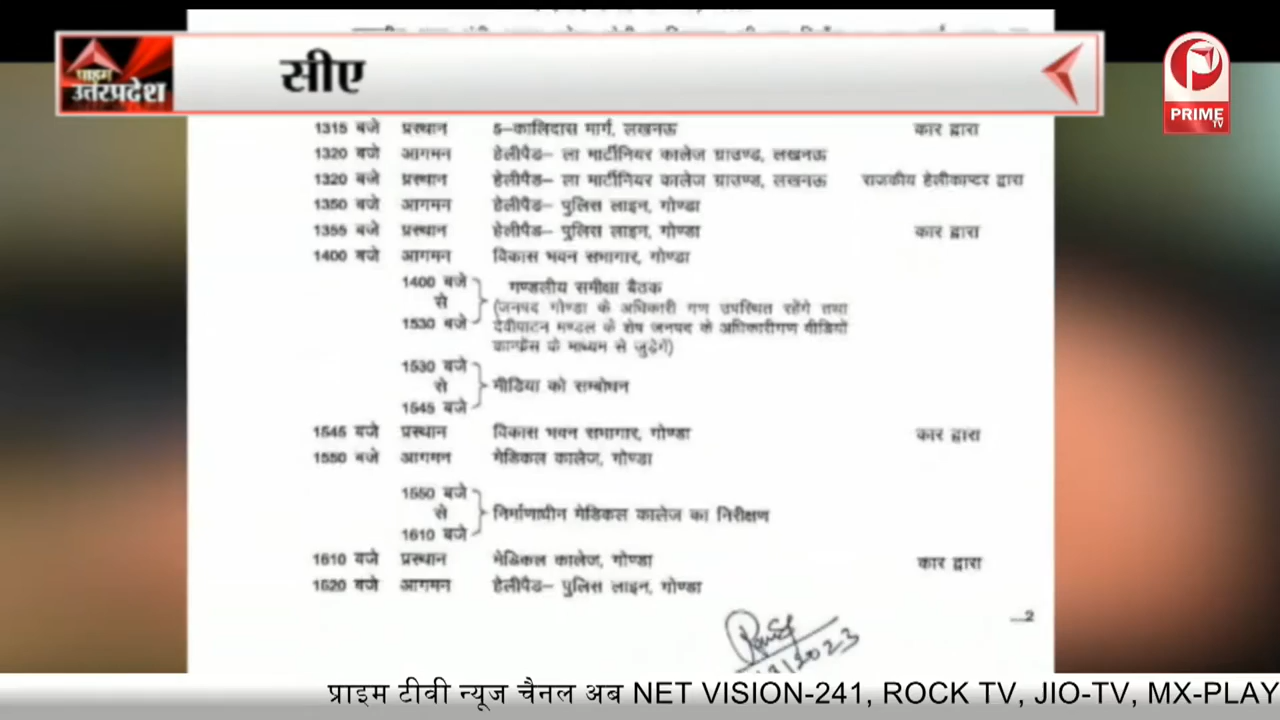 प्राइम
उत्तरप्रदेश
सीए
PRIME
TV
1315 बजे प्रस्थान 5–कालिदास मार्ग, लखनऊ कार द्वारा
1320 बजे आगमन हेलीपैड– ला मार्टीनियर कालेज ग्राउण्ड, लखनऊ
1320 बजे प्रस्थान हेलीपैड– ला मार्टीनियर कालेज ग्राउण्ड, लखनऊ राजकीय हेलीकाप्टर द्वारा
1350 बजे आगमन हेलीपैड– पुलिस लाइन, गोण्डा
1355 बजे प्रस्थान हेलीपैड– पुलिस लाइन, गोण्डा कार द्वारा
1400 बजे आगमन विकास भवन सभागार, गोण्डा
1400 बजे
से
1530 बजे
मण्डलीय समीक्षा बैठक
(जनपद गोण्डा के अधिकारी गण उपस्थित रहेंगे तथा
देवीपाटन मण्डल के शेष जनपद के अधिकारीगण वीडियो
कान्फ्रेंस के माध्यम से जुड़ेगें)
1530 बजे
से
1545 बजे
मीडिया को सम्बोधन
1545 बजे प्रस्थान विकास भवन सभागार, गोण्डा कार द्वारा
1550 बजे आगमन मेडिकल कालेज, गोण्डा
1550 बजे
से
1610 बजे
निर्माणाधीन मेडिकल कालेज का निरीक्षण
1610 बजे प्रस्थान मेडिकल कालेज, गोण्डा कार द्वारा
1620 बजे आगमन हेलीपैड– पुलिस लाइन, गोण्डा
2
2023
प्राइम टीवी न्यूज चैनल अब NET VISION-241, ROCK TV, JIO-TV, MX-PLAY